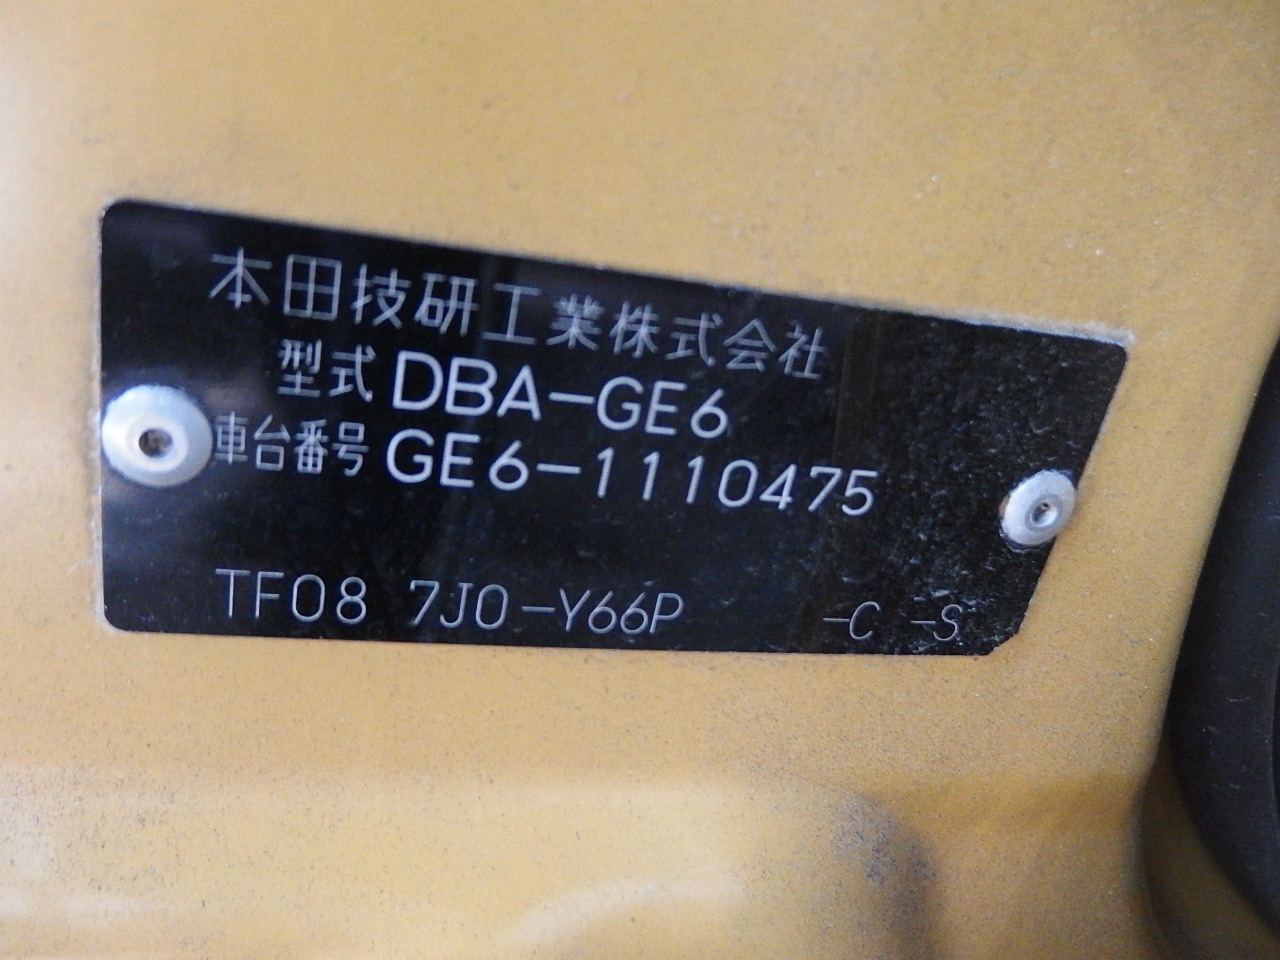 本田技研工業株式会社
型式 DBA-GE6
車台番号 GE6-1110475
TF08 7J0-Y66P -C -S